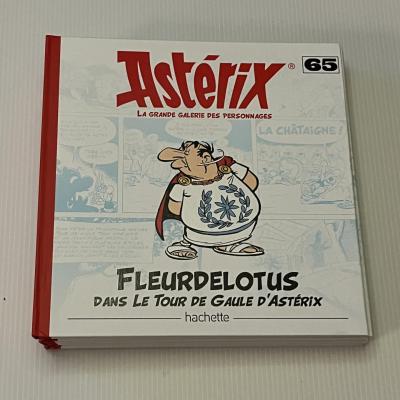 Astérix®
65
LA GRANDE GALERIE DES PERSONNAGES
LA CHÂTAIGNE!
FLEURDELOTUS
DANS LE TOUR DE GAULE D'ASTÉRIX
hachette